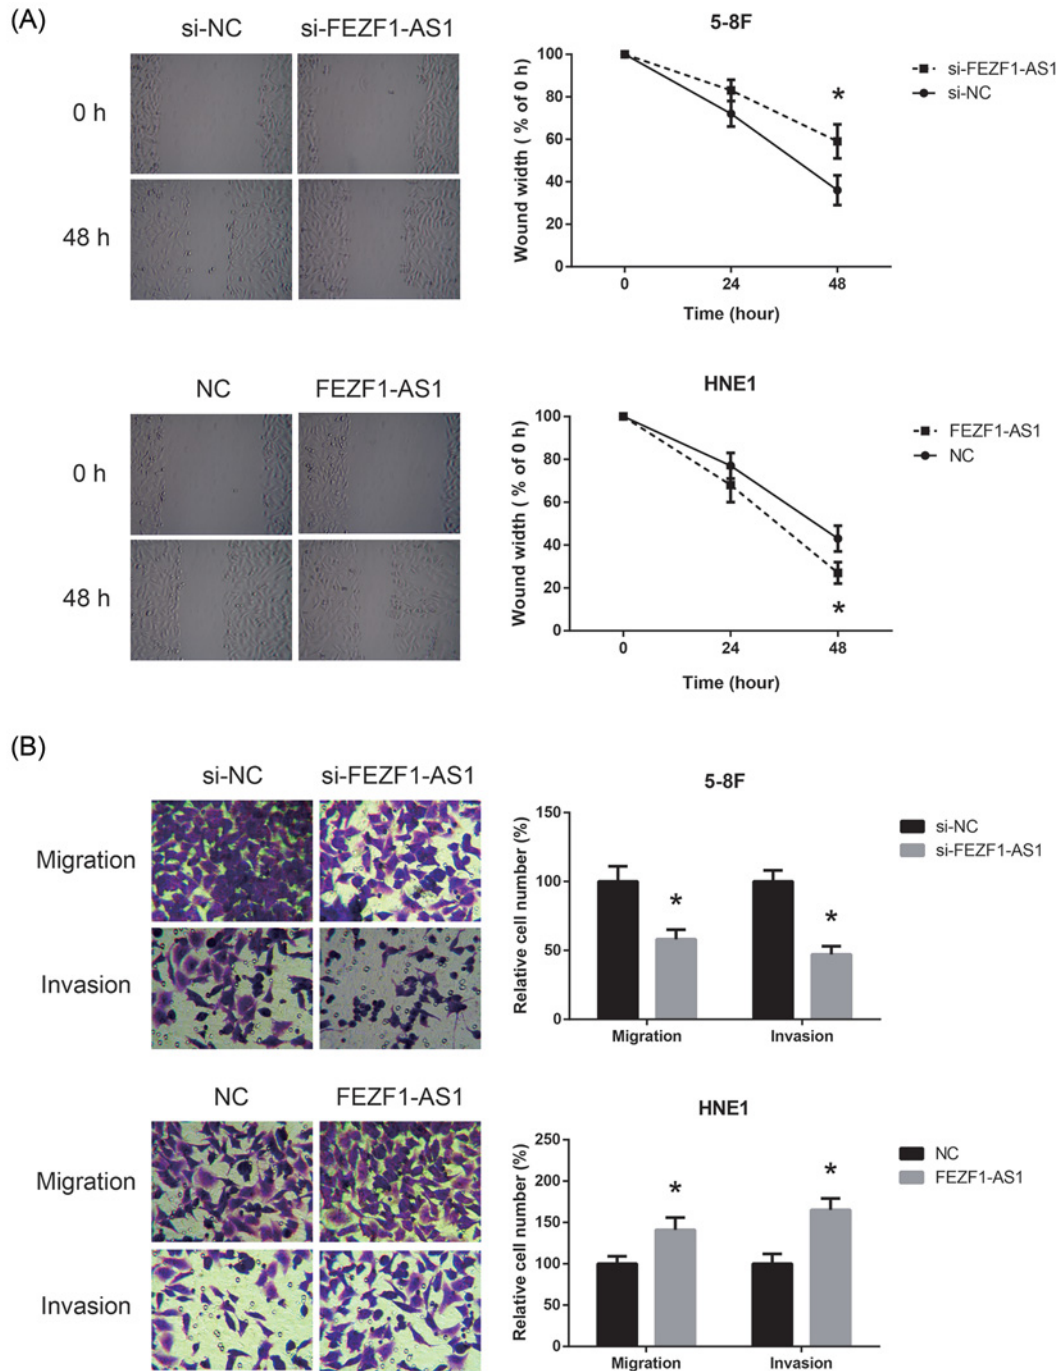 (A)
si-NC si-FEZF1-AS1
0 h
48 h
5-8F
100
80
60
40
20
0
Wound width ( % of 0 h)
*
0 24 48
Time (hour)
si-FEZF1-AS1
si-NC
NC FEZF1-AS1
0 h
48 h
HNE1
100
80
60
40
20
0
Wound width ( % of 0 h)
*
0 24 48
Time (hour)
FEZF1-AS1
NC
(B)
si-NC si-FEZF1-AS1
Migration
Invasion
5-8F
150
100
50
0
Relative cell number (%)
* *
Migration Invasion
si-NC
si-FEZF1-AS1
NC FEZF1-AS1
Migration
Invasion
HNE1
250
200
150
100
50
0
Relative cell number (%)
* *
Migration Invasion
NC
FEZF1-AS1